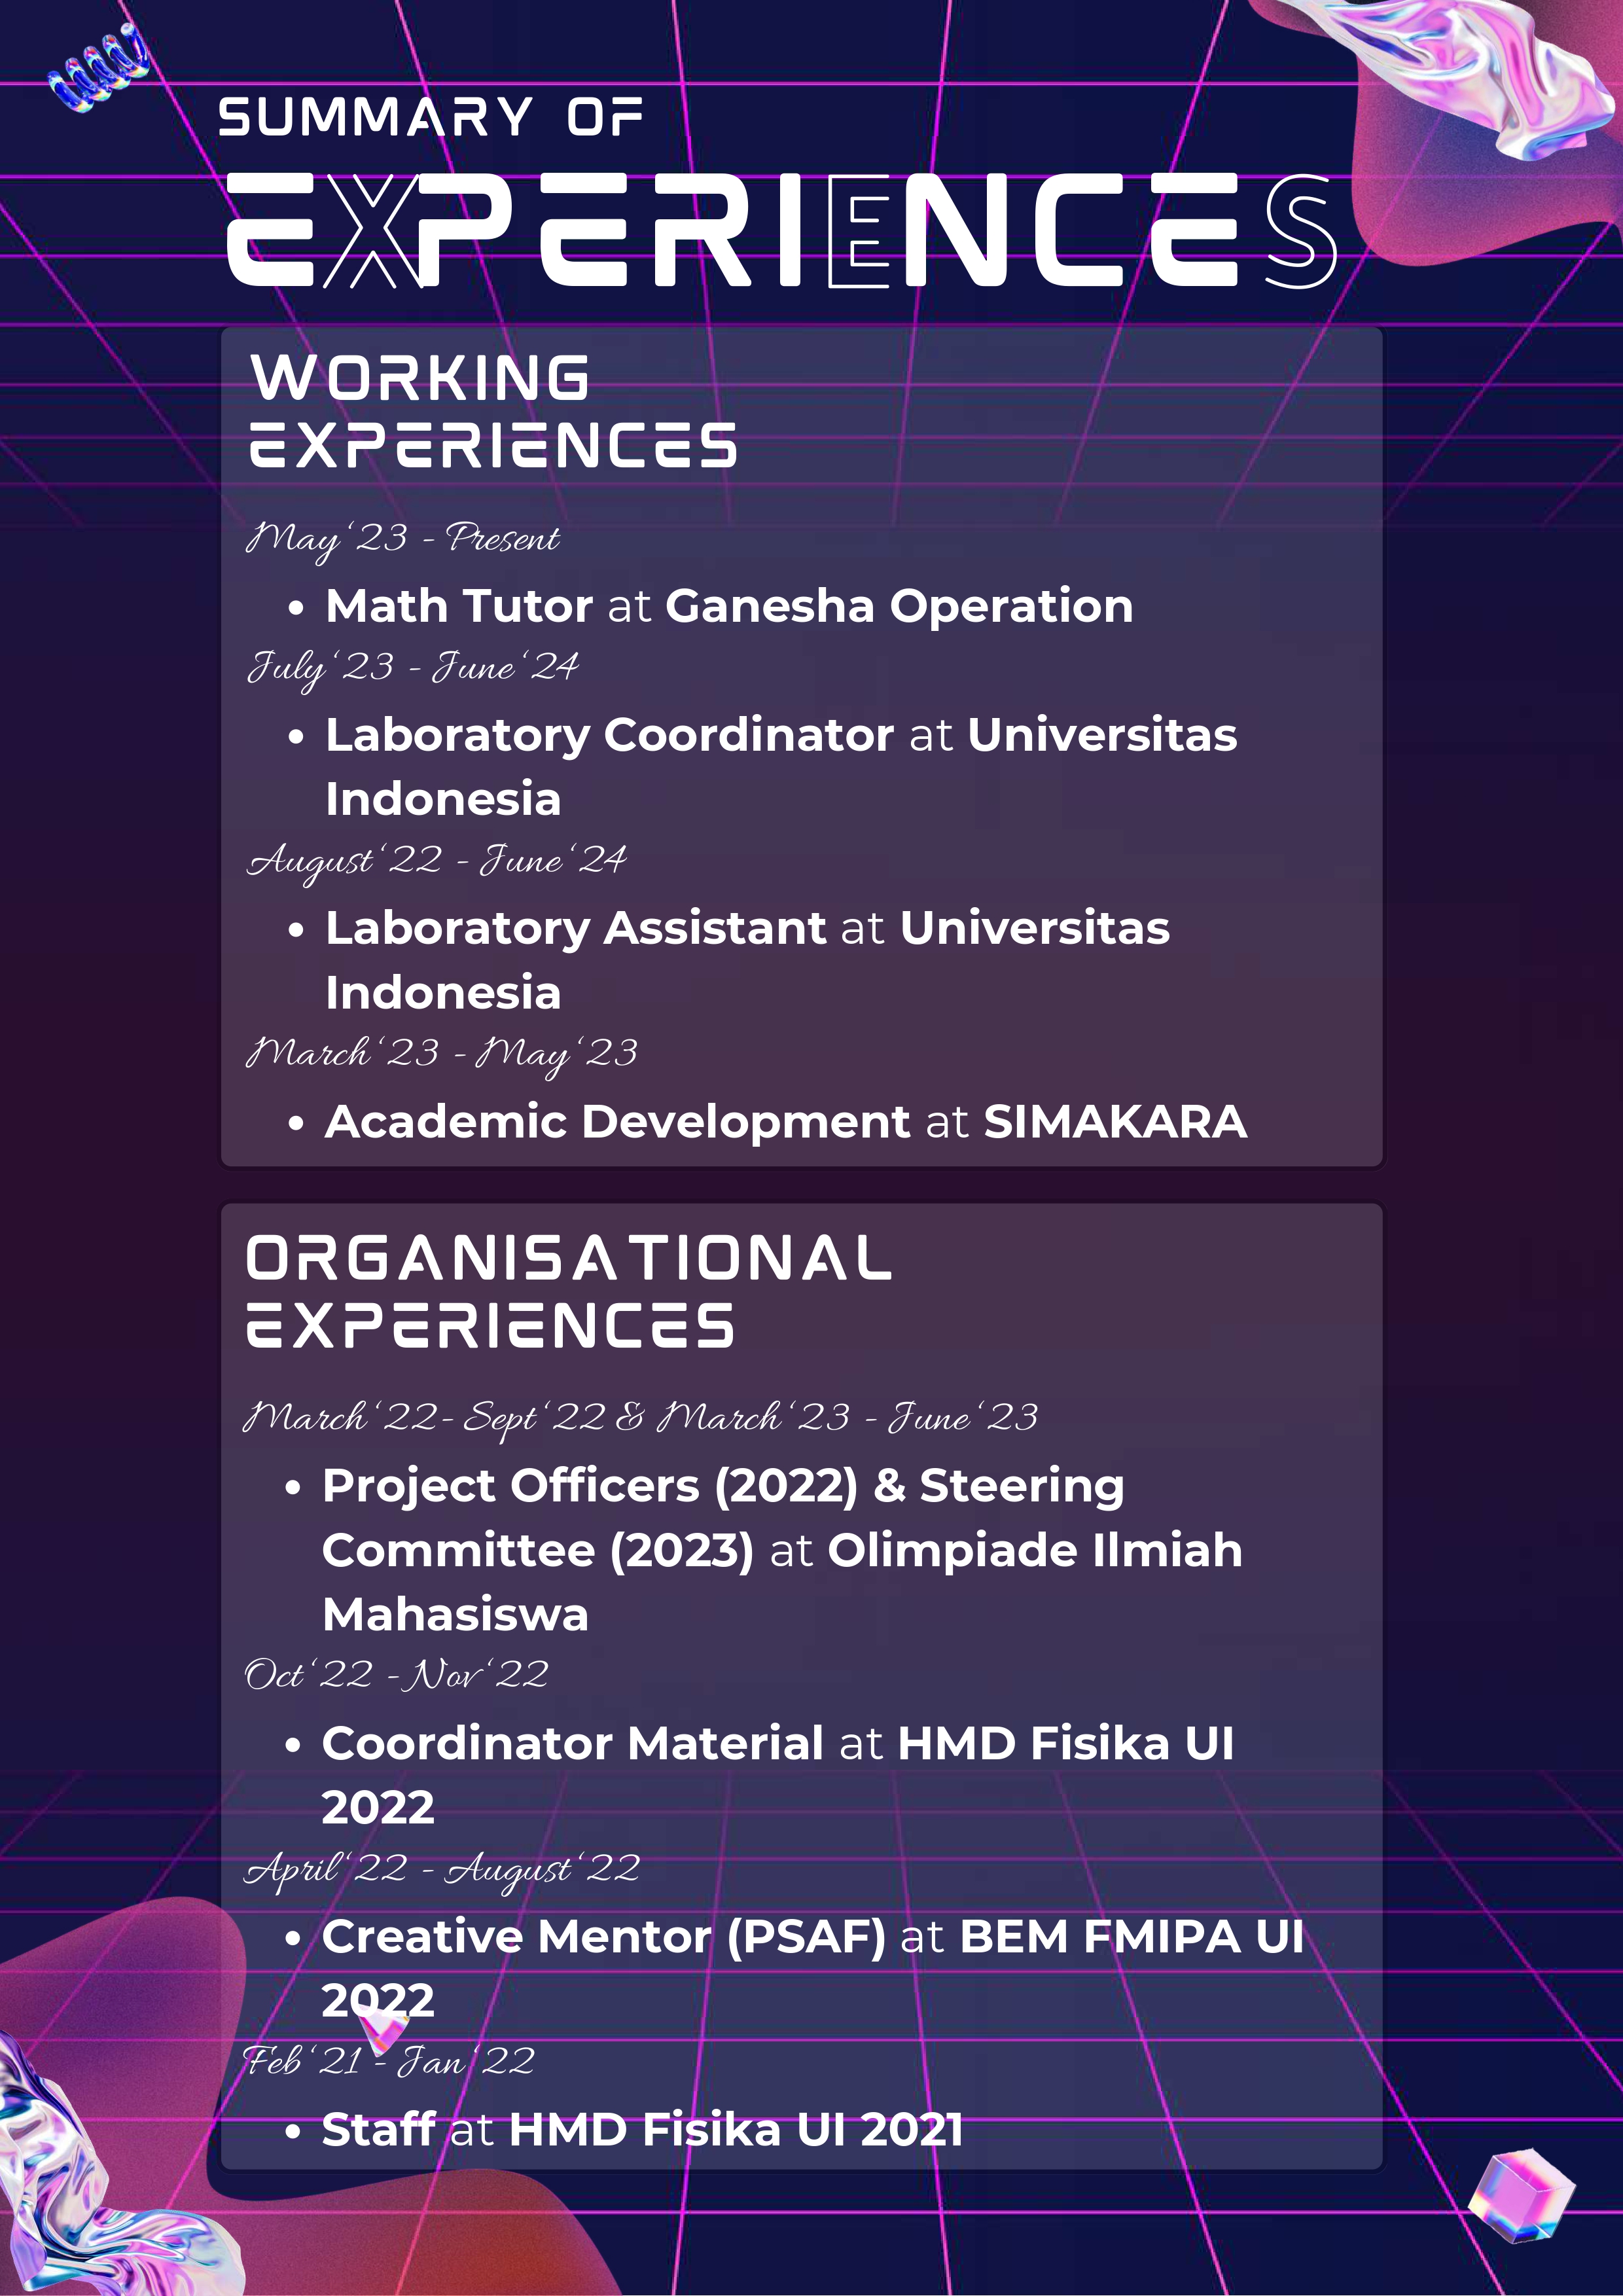 SUMMARY OF
EXPERIENCES
WORKING
EXPERIENCES
May‘23 - Present
• Math Tutor at Ganesha Operation
July‘23 - June‘24
• Laboratory Coordinator at Universitas
Indonesia
August‘22 - June‘24
• Laboratory Assistant at Universitas
Indonesia
March‘23 - May‘23
• Academic Development at SIMAKARA
ORGANISATIONAL
EXPERIENCES
March‘22- Sept‘22 & March‘23 - June‘23
• Project Officers (2022) & Steering
Committee (2023) at Olimpiade Ilmiah
Mahasiswa
Oct‘22 - Nov‘22
• Coordinator Material at HMD Fisika UI
2022
April‘22 - August‘22
• Creative Mentor (PSAF) at BEM FMIPA UI
2022
Feb‘21 - Jan‘22
• Staff at HMD Fisika UI 2021